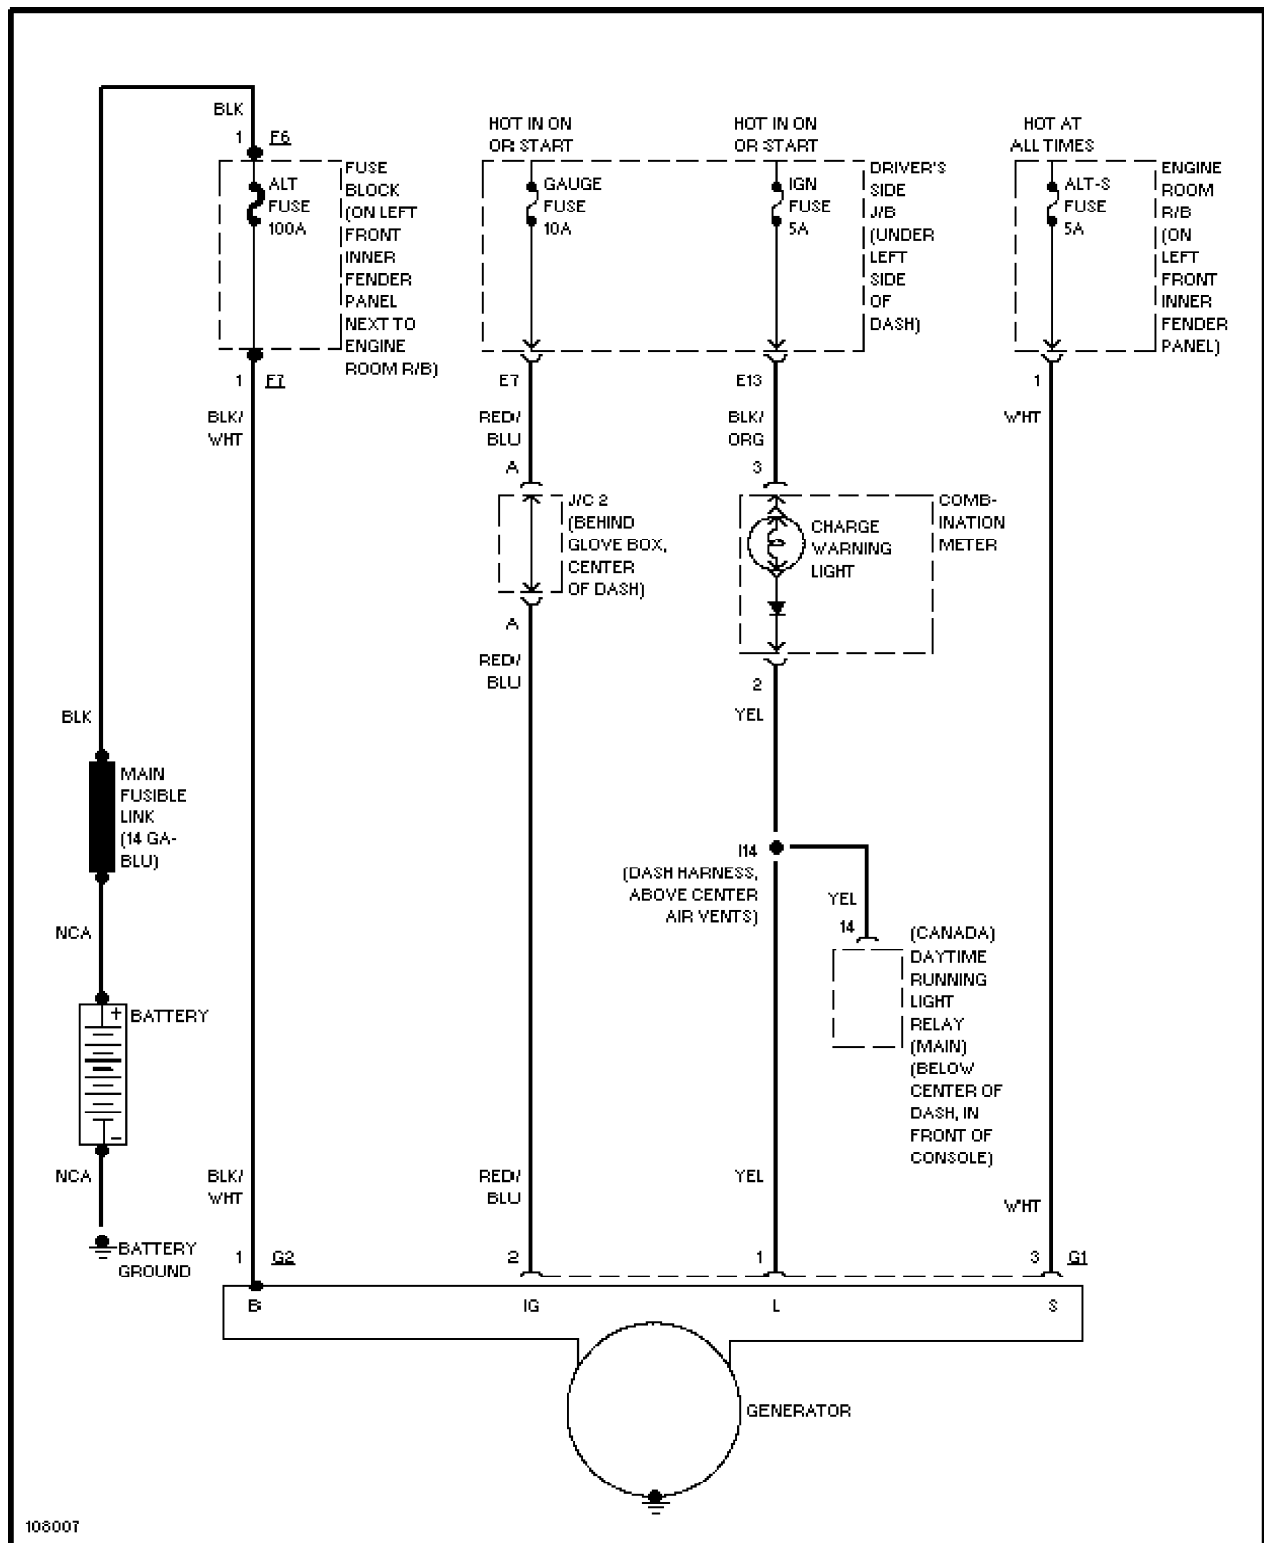 BLK
1 F6
ALT
FUSE
100A
FUSE
BLOCK
(ON LEFT
FRONT
INNER
FENDER
PANEL
NEXT TO
ENGINE
ROOM R/B)
1 F7
BLK/
WHT
HOT IN ON
OR START
GAUGE
FUSE
10A
E7
RED/
BLU
A
J/C 2
(BEHIND
GLOVE BOX,
CENTER
OF DASH)
A
RED/
BLU
HOT IN ON
OR START
IGN
FUSE
5A
DRIVER'S
SIDE
J/B
(UNDER
LEFT
SIDE
OF
DASH)
E13
BLK/
ORG
3
CHARGE
WARNING
LIGHT
COMB-
INATION
METER
2
YEL
HOT AT
ALL TIMES
ALT-S
FUSE
5A
ENGINE
ROOM
R/B
(ON
LEFT
FRONT
INNER
FENDER
PANEL)
1
WHT
BLK
MAIN
FUSIBLE
LINK
(14 GA-
BLU)
NCA
+
BATTERY
-
NCA
BATTERY
GROUND
I14
(DASH HARNESS,
ABOVE CENTER
AIR VENTS)
YEL
14
(CANADA)
DAYTIME
RUNNING
LIGHT
RELAY
(MAIN)
(BELOW
CENTER OF
DASH, IN
FRONT OF
CONSOLE)
BLK/
WHT
RED/
BLU
YEL
WHT
1 G2
2
1
3 G1
B IG L S
GENERATOR
108007